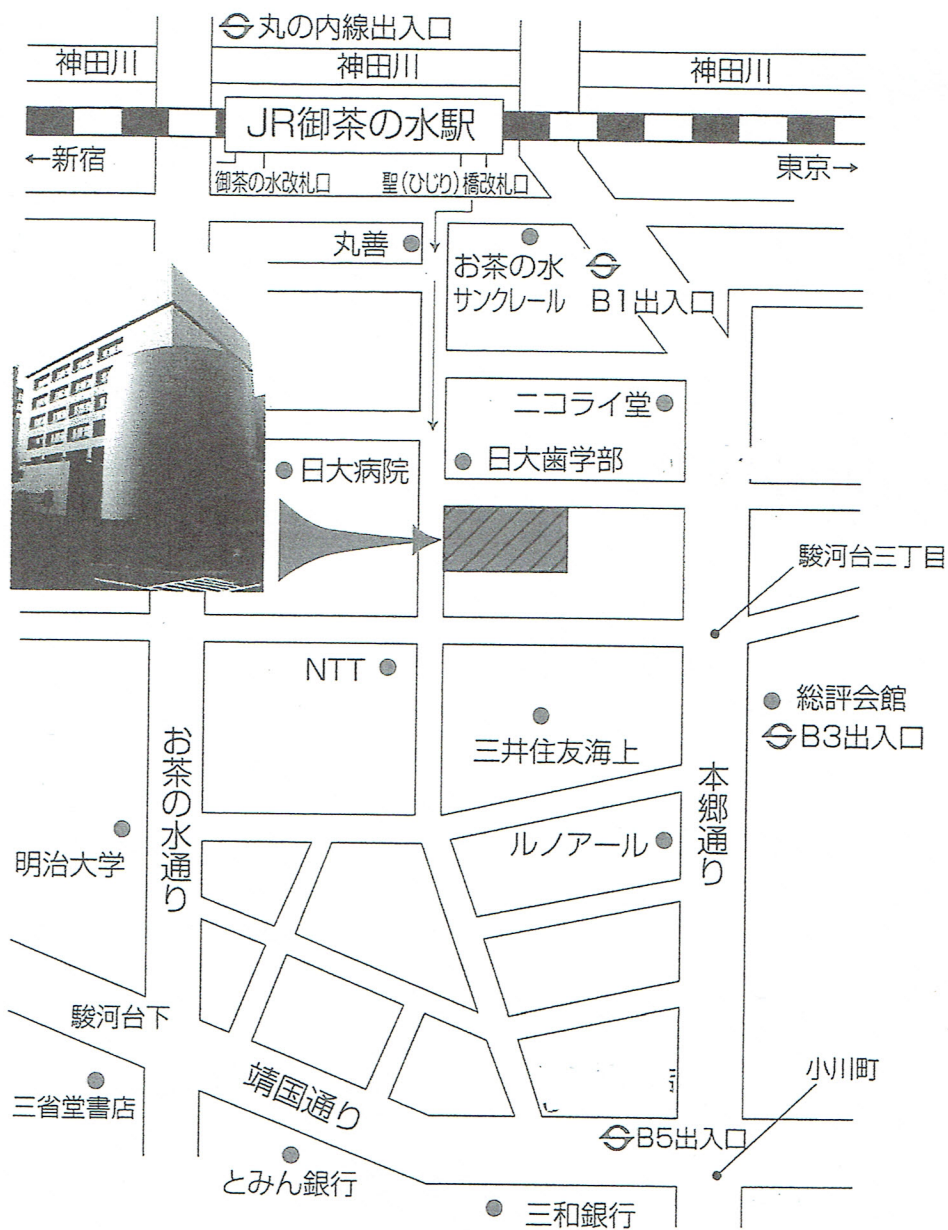 丸の内線出入口
神田川
神田川
神田川
JR御茶の水駅
←新宿
東京→
御茶の水改札口
聖(ひじり)橋改札口
丸善
お茶の水
サンクレール
B1出入口
ニコライ堂
日大歯学部
日大病院
駿河台三丁目
NTT
三井住友海上
総評会館
B3出入口
お茶の水通り
本郷通り
ルノアール
明治大学
駿河台下
三省堂書店
靖国通り
小川町
B5出入口
とみん銀行
三和銀行